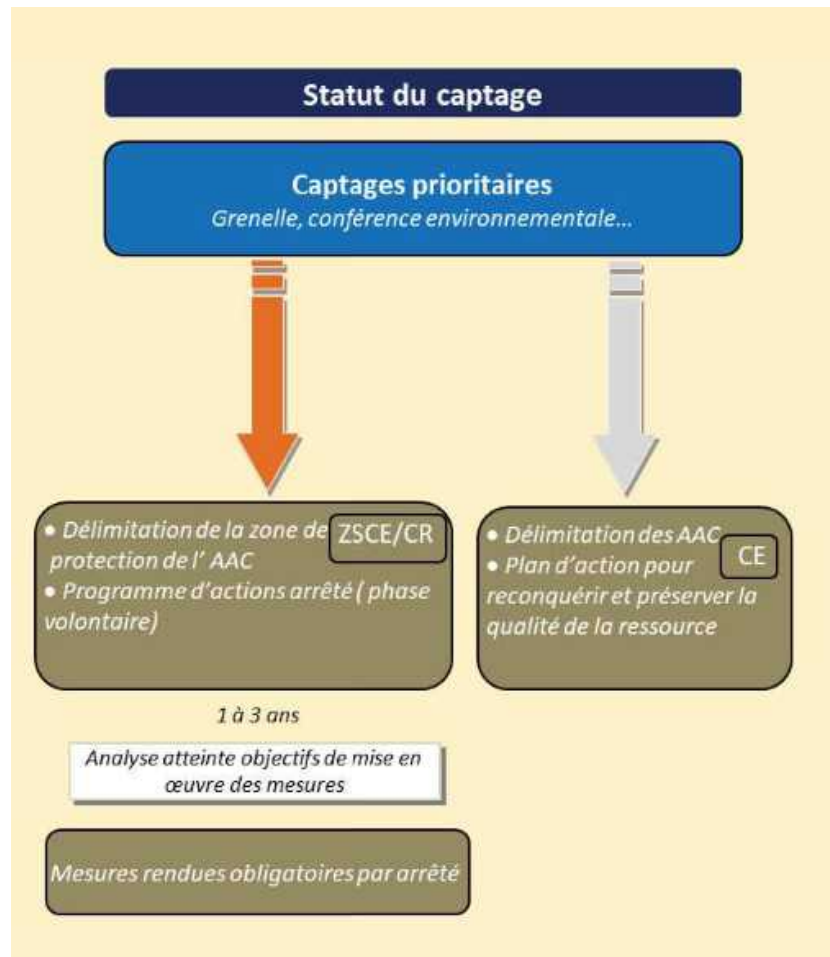 Statut du captage
Captages prioritaires
Grenelle, conférence environnementale...
• Délimitation de la zone de
protection de l' AAC
ZSCE/CR
• Programme d'actions arrêté ( phase
volontaire)
• Délimitation des AAC
• Plan d'action pour
CE
reconquérir et préserver la
qualité de la ressource
1 à 3 ans
Analyse atteinte objectifs de mise en
œuvre des mesures
Mesures rendues obligatoires par arrêté